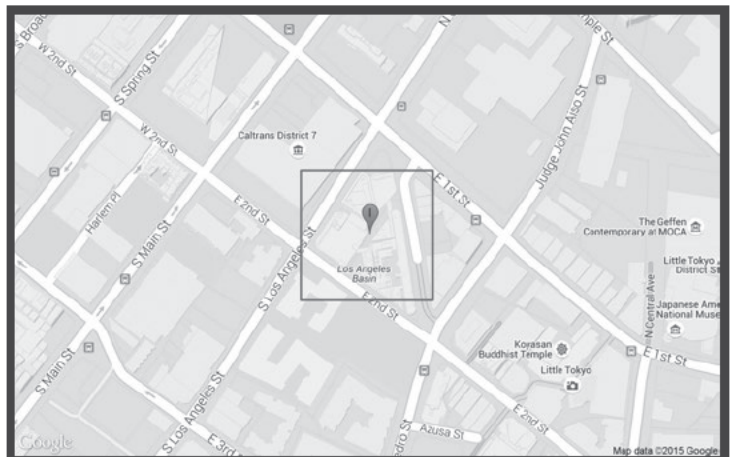 W 2nd St
S Spring St
W 2nd St
Caltrans District 7
Harlem Pl
S Main St
E 2nd St
E 1st St
Judge John Aiso St
S Los Angeles St
Los Angeles
Basin
The Geffen
Contemporary at MOCA
Little Tokyo
District
N Central Ave
National
E 2nd St
Korasan
Buddhist Temple
Little Tokyo
E 1st St
S Main St
E 2nd St
Azusa St
S Los Angeles St
E 3rd
Google
Map data ©2015 Google